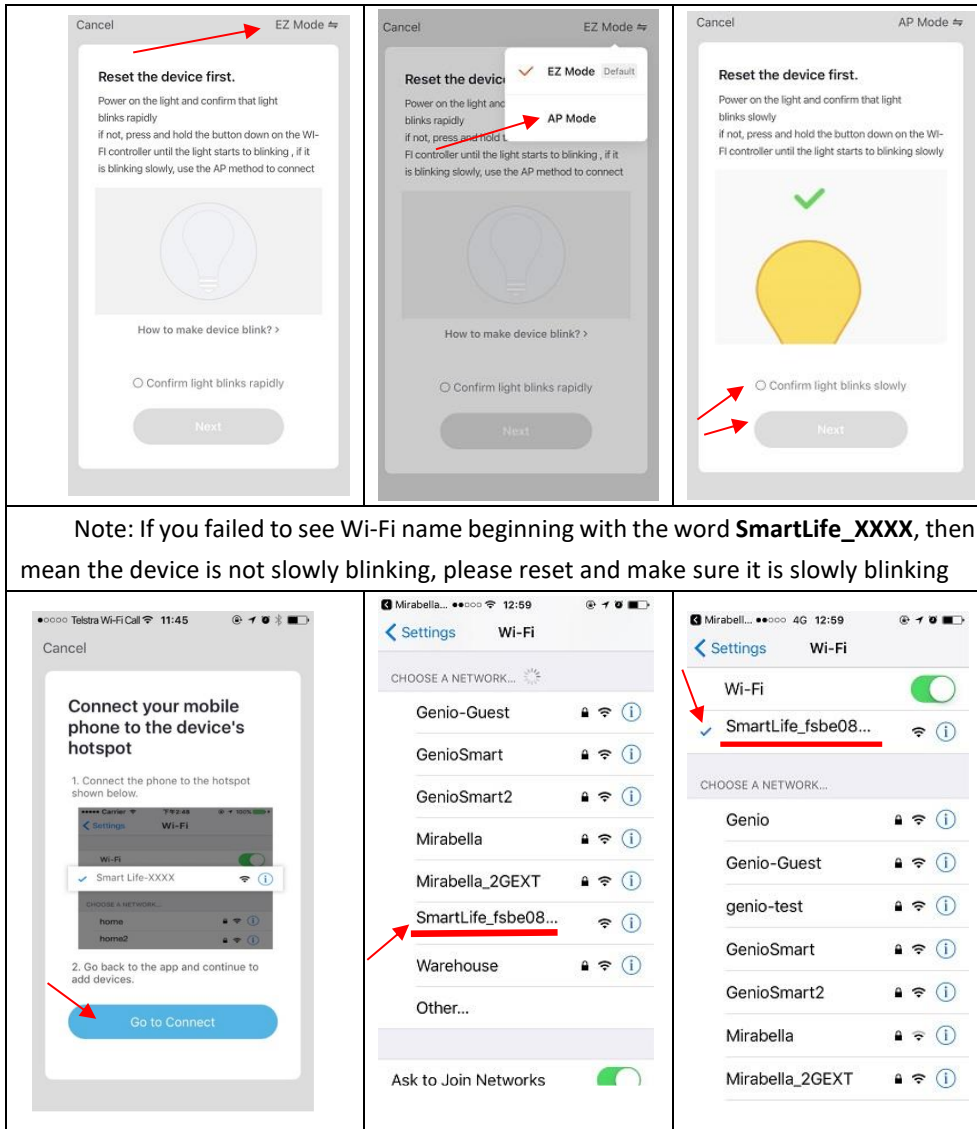 Cancel EZ Mode ⇋
Reset the device first.
Power on the light and confirm that light
blinks rapidly
if not, press and hold the button down on the WI-
FI controller until the light starts to blinking , if it
is blinking slowly, use the AP method to connect
How to make device blink? >
Confirm light blinks rapidly
Next
Cancel EZ Mode ⇋
EZ Mode Default
AP Mode
Reset the devic
Power on the light and
blinks rapidly
if not, press and hold t
FI controller until the light starts to blinking , if it
is blinking slowly, use the AP method to connect
How to make device blink? >
Confirm light blinks rapidly
Next
Cancel AP Mode ⇋
Reset the device first.
Power on the light and confirm that light
blinks slowly
if not, press and hold the button down on the WI-
FI controller until the light starts to blinking slowly
Confirm light blinks slowly
Next
Note: If you failed to see Wi-Fi name beginning with the word SmartLife_XXXX, then
mean the device is not slowly blinking, please reset and make sure it is slowly blinking
Telstra Wi-Fi Call 11:45
Cancel
Connect your mobile
phone to the device's
hotspot
1. Connect the phone to the hotspot
shown below.
Carrier 下午2:48 100%
Settings Wi-Fi
Wi-Fi
Smart Life-XXXX
CHOOSE A NETWORK...
home
home2
2. Go back to the app and continue to
add devices.
Go to Connect
Mirabella... 12:59
Settings Wi-Fi
CHOOSE A NETWORK...
Genio-Guest
GenioSmart
GenioSmart2
Mirabella
Mirabella_2GEXT
SmartLife_fsbe08...
Warehouse
Other...
Ask to Join Networks
Mirabell... 4G 12:59
Settings Wi-Fi
Wi-Fi
SmartLife_fsbe08...
CHOOSE A NETWORK...
Genio
Genio-Guest
genio-test
GenioSmart
GenioSmart2
Mirabella
Mirabella_2GEXT